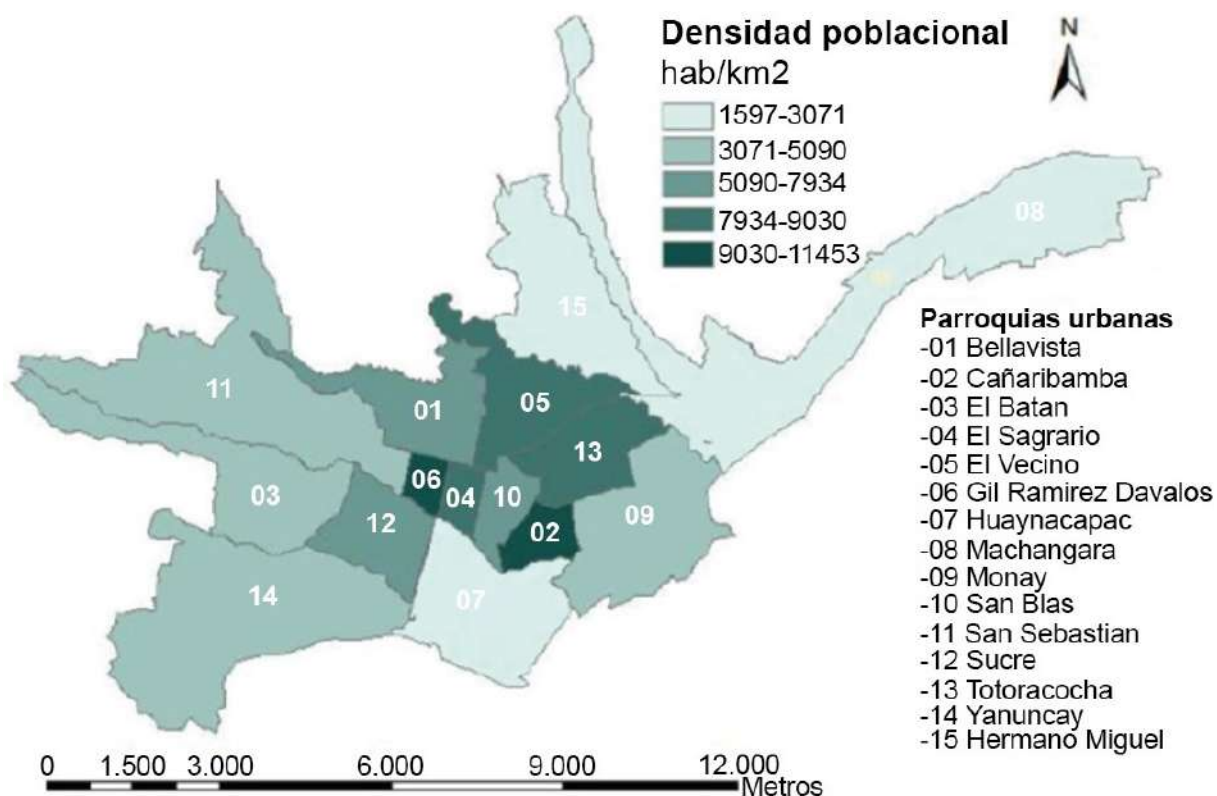 Densidad poblacional
hab/km2
1597-3071
3071-5090
5090-7934
7934-9030
9030-11453
N
08
15
11
01
05
13
06
04
10
03
12
02
09
14
07
Parroquias urbanas
-01 Bellavista
-02 Cañaribamba
-03 El Batan
-04 El Sagrario
-05 El Vecino
-06 Gil Ramirez Davalos
-07 Huaynacapac
-08 Machangara
-09 Monay
-10 San Blas
-11 San Sebastian
-12 Sucre
-13 Totoracocha
-14 Yanuncay
-15 Hermano Miguel
0 1.500 3.000 6.000 9.000 12.000
Metros